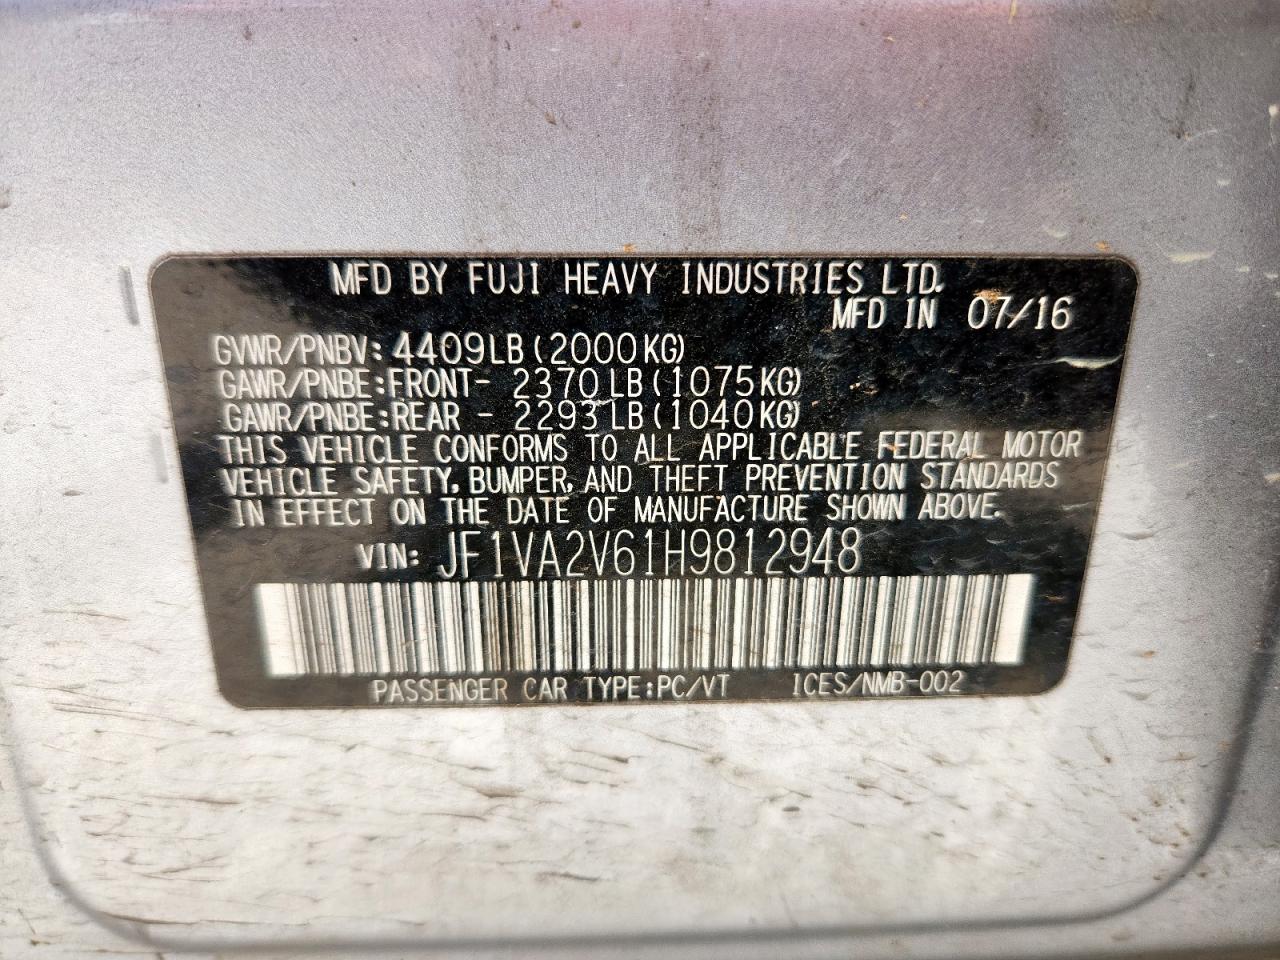 MFD BY FUJI HEAVY INDUSTRIES LTD.
MFD IN 07/16
GVWR/PNBV: 4409LB (2000KG)
GAWR/PNBE:FRONT- 2370LB (1075KG)
GAWR/PNBE:REAR - 2293LB (1040KG)
THIS VEHICLE CONFORMS TO ALL APPLICABLE FEDERAL MOTOR
VEHICLE SAFETY, BUMPER, AND THEFT PREVENTION STANDARDS
IN EFFECT ON THE DATE OF MANUFACTURE SHOWN ABOVE.
VIN: JF1VA2V61H9812948
PASSENGER CAR TYPE:PC/VT ICES/NMB-002